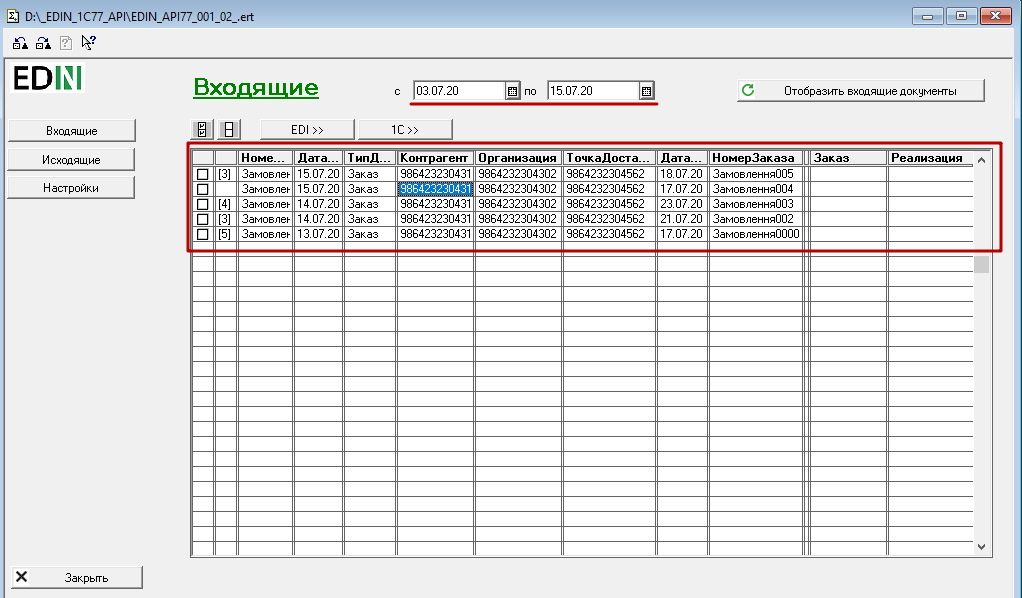 D:\_EDIN_1C77_API\EDIN_API77_001_02_.ert
EDIN
Входящие с 03.07.20 по 15.07.20 Отобразить входящие документы
Входящие
Исходящие
Настройки
EDI >> 1С >>
Номе... Дата... ТипД... Контрагент Организация ТочкаДоста... Дата... НомерЗаказа Заказ Реализация
[3] Замовлен 15.07.20 Заказ 986423230431 9864232304302 9864232304562 18.07.20 Замовлення005
Замовлен 15.07.20 Заказ 986423230431 9864232304302 9864232304562 17.07.20 Замовлення004
[4] Замовлен 14.07.20 Заказ 986423230431 9864232304302 9864232304562 23.07.20 Замовлення003
[3] Замовлен 14.07.20 Заказ 986423230431 9864232304302 9864232304562 21.07.20 Замовлення002
[5] Замовлен 13.07.20 Заказ 986423230431 9864232304302 9864232304562 17.07.20 Замовлення0000
Закрыть